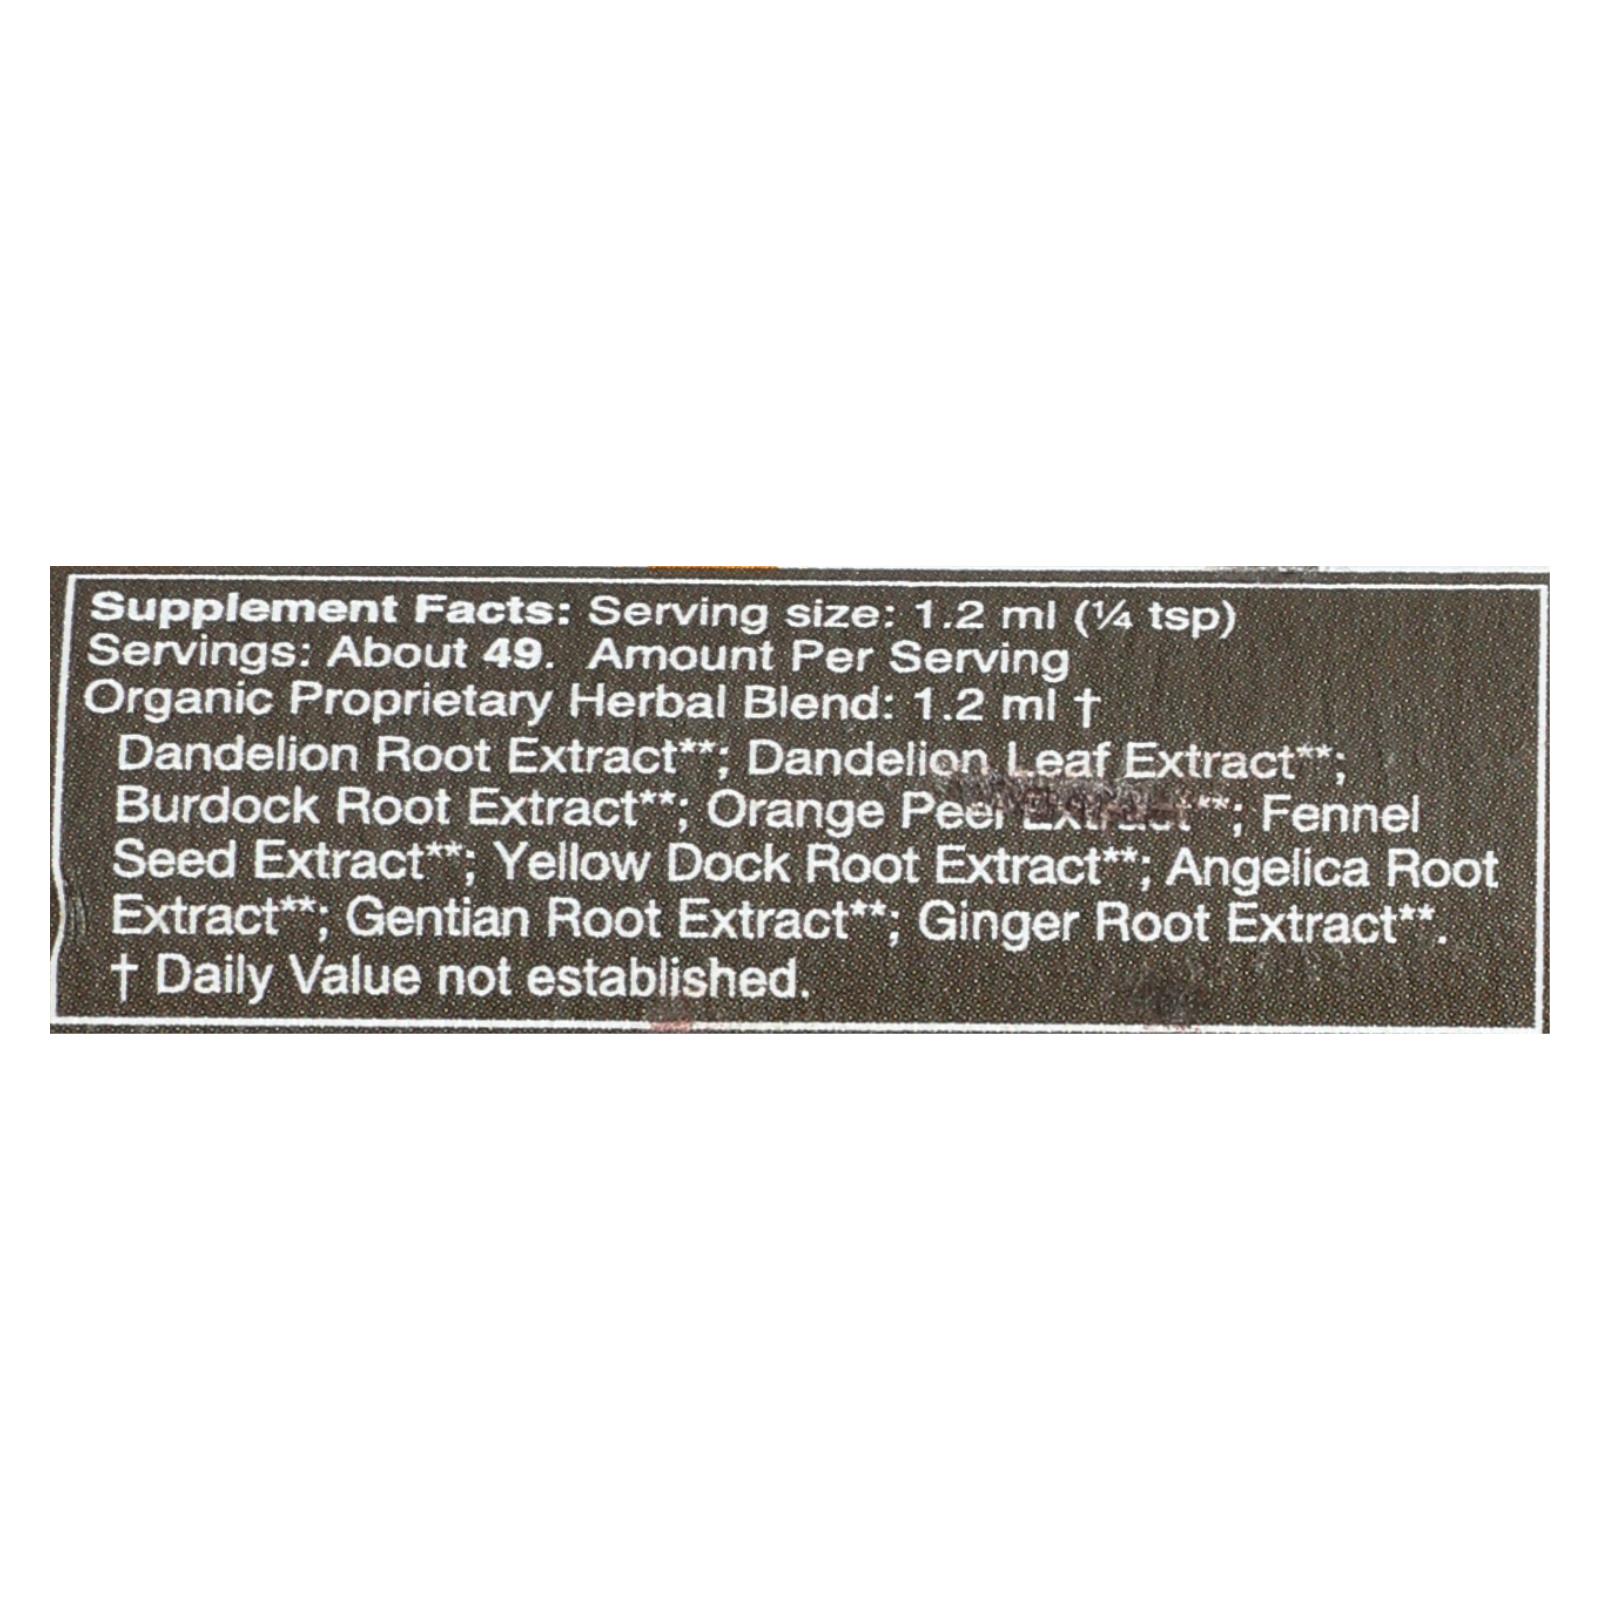 Supplement Facts: Serving size: 1.2 ml (¼ tsp)
Servings: About 49. Amount Per Serving
Organic Proprietary Herbal Blend: 1.2 ml †
Dandelion Root Extract**; Dandelion Leaf Extract**;
Burdock Root Extract**; Orange Peel Extract**; Fennel
Seed Extract**; Yellow Dock Root Extract**; Angelica Root
Extract**; Gentian Root Extract**; Ginger Root Extract**.
† Daily Value not established.